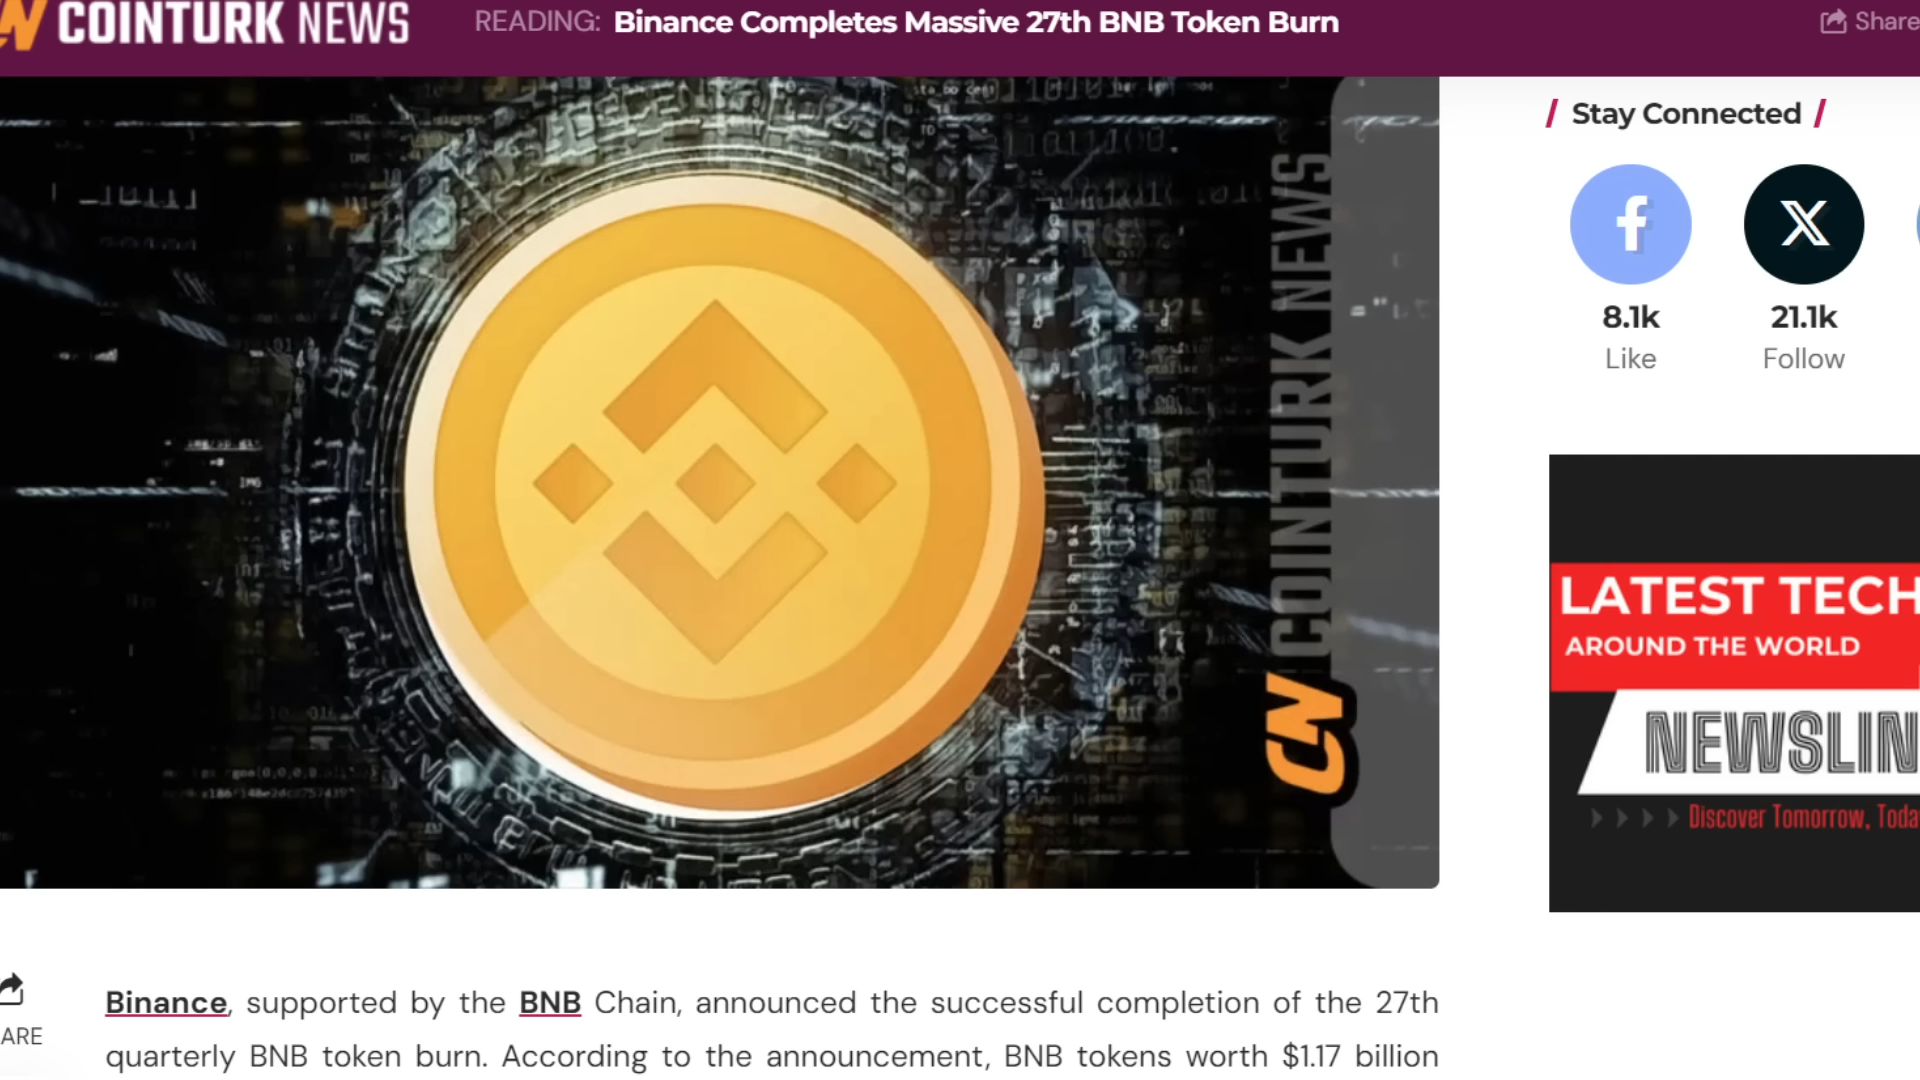 CN COINTURK NEWS
READING: Binance Completes Massive 27th BNB Token Burn
Share
/ Stay Connected /
8.1k
Like
21.1k
Follow
COINTURK NEWS
CN
IMG
LATEST TECH
AROUND THE WORLD
NEWSLIN
Discover Tomorrow, Toda
ARE
Binance, supported by the BNB Chain, announced the successful completion of the 27th
quarterly BNB token burn. According to the announcement, BNB tokens worth $1.17 billion